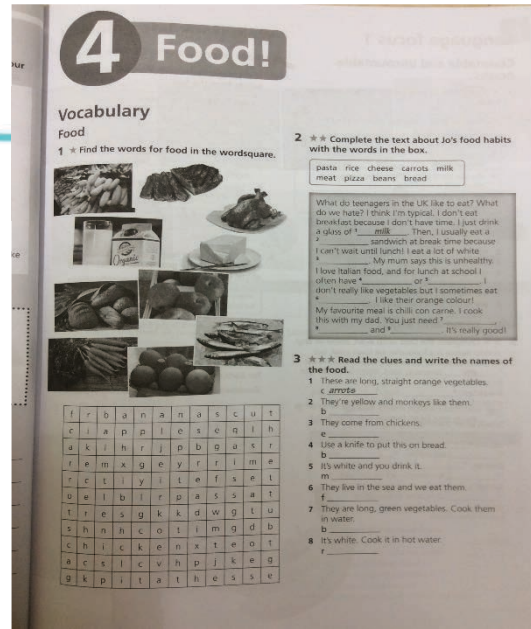 4 Food!
Vocabulary
Food
1 ★ Find the words for food in the wordsquare.
Organic
f r b a n a n a s c u t
c i a p p l e s e q l h
a k i h r j p b g a s r
r e m x g e y r r i m e
r c t i y i t e f s e t
u e l b l r p a s s a t
t r e s g k k d w g t u
s h n h c o t i m g d b
c h i c k e n x t e o t
a c s l c v h p j k e g
g k p i t a t h e s s e
2 ★★ Complete the text about Jo's food habits
with the words in the box.
pasta rice cheese carrots milk
meat pizza beans bread
What do teenagers in the UK like to eat? What
do we hate? I think I'm typical. I don't eat
breakfast because I don't have time. I just drink
a glass of 1 milk . Then, I usually eat a
2 sandwich at break time because
I can't wait until lunch! I eat a lot of white
3 . My mum says this is unhealthy.
I love Italian food, and for lunch at school I
often have 4 or 5 . I
don't really like vegetables but I sometimes eat
6 . I like their orange colour!
My favourite meal is chilli con carne. I cook
this with my dad. You just need 7 ,
8 and 9 . It's really good!
3 ★★★ Read the clues and write the names of
the food.
1 These are long, straight orange vegetables.
c arrots
2 They're yellow and monkeys like them.
b
3 They come from chickens.
e
4 Use a knife to put this on bread.
b
5 It's white and you drink it.
m
6 They live in the sea and we eat them.
f
7 They are long, green vegetables. Cook them
in water.
b
8 It's white. Cook it in hot water.
r